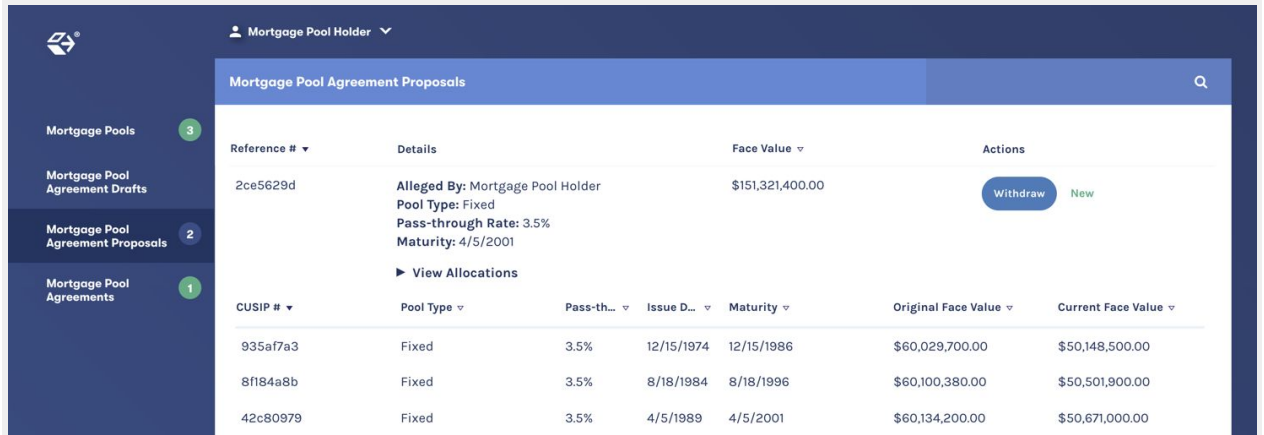 Mortgage Pool Holder
Mortgage Pool Agreement Proposals
Mortgage Pools 3
Mortgage Pool
Agreement Drafts
Mortgage Pool
Agreement Proposals 2
Mortgage Pool
Agreements 1
Reference # Details Face Value Actions
2ce5629d Alleged By: Mortgage Pool Holder $151,321,400.00 Withdraw New
Pool Type: Fixed
Pass-through Rate: 3.5%
Maturity: 4/5/2001
View Allocations
CUSIP # Pool Type Pass-th... Issue D... Maturity Original Face Value Current Face Value
935af7a3 Fixed 3.5% 12/15/1974 12/15/1986 $60,029,700.00 $50,148,500.00
8f184a8b Fixed 3.5% 8/18/1984 8/18/1996 $60,100,380.00 $50,501,900.00
42c80979 Fixed 3.5% 4/5/1989 4/5/2001 $60,134,200.00 $50,671,000.00